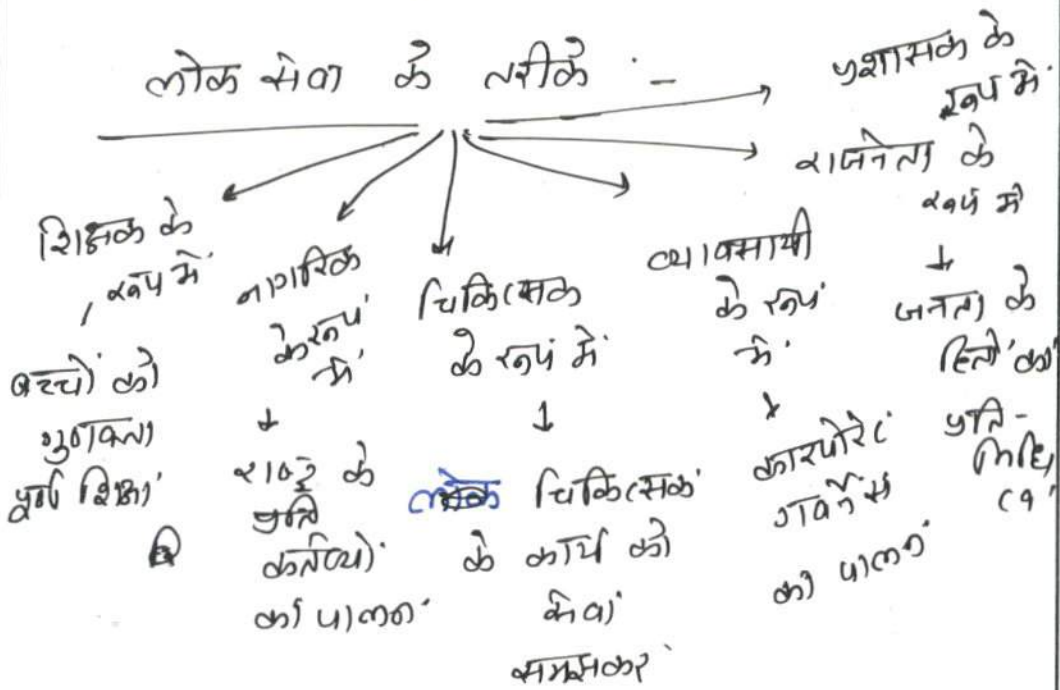 लोक सेवा के तरीके :-
प्रशासक के
रूप में
राजनेता के
रूप में
जनता के
हितों का
प्रति-
निधित्व
शिक्षक के
रूप में
बच्चों को
गुणवत्ता
पूर्ण शिक्षा
नागरिक
के रूप
में
राष्ट्र के
प्रति
कर्तव्यों
का पालन
चिकित्सक
के रूप में
चिकित्सक
के कार्य को
सेवा
समझकर
व्यावसायी
के रूप
में
कारपोरेट
गवर्नेंस
का पालन